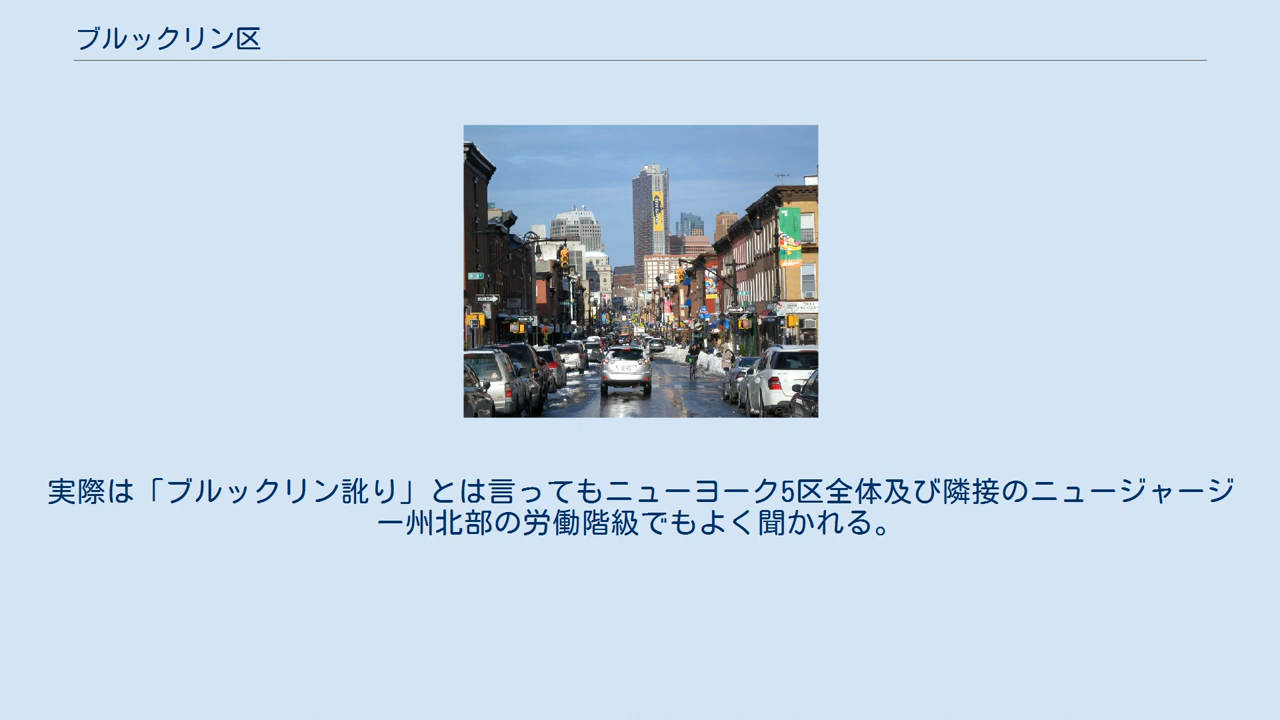 ブルックリン区
実際は「ブルックリン訛り」とは言ってもニューヨーク5区全体及び隣接のニュージャージ
ー州北部の労働階級でもよく聞かれる。